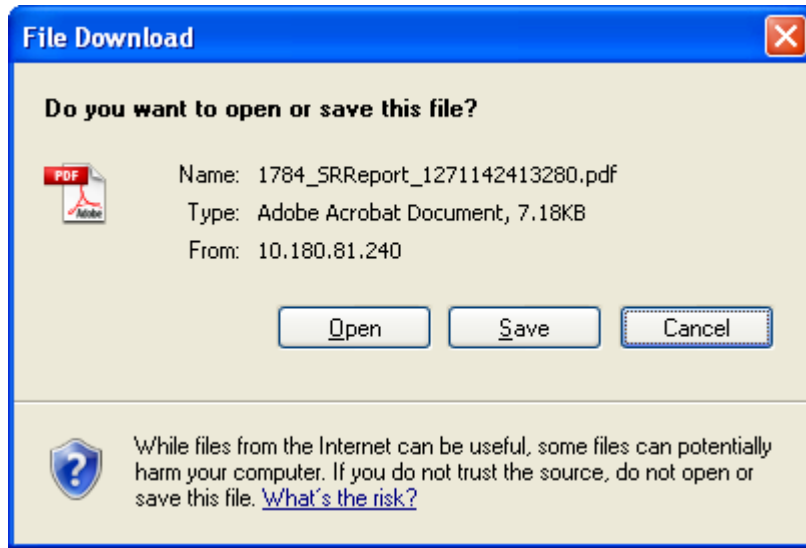 File Download
Do you want to open or save this file?
PDF
Adobe
Name: 1784_SRReport_1271142413280.pdf
Type: Adobe Acrobat Document, 7.18KB
From: 10.180.81.240
Open Save Cancel
While files from the Internet can be useful, some files can potentially
harm your computer. If you do not trust the source, do not open or
save this file. What's the risk?